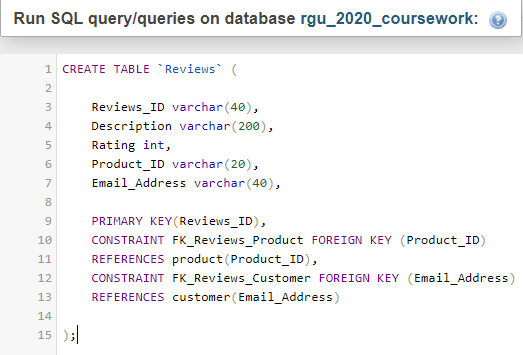 Run SQL query/queries on database rgu_2020_coursework:
1 CREATE TABLE `Reviews` (
2
3 Reviews_ID varchar(40),
4 Description varchar(200),
5 Rating int,
6 Product_ID varchar(20),
7 Email_Address varchar(40),
8
9 PRIMARY KEY(Reviews_ID),
10 CONSTRAINT FK_Reviews_Product FOREIGN KEY (Product_ID)
11 REFERENCES product(Product_ID),
12 CONSTRAINT FK_Reviews_Customer FOREIGN KEY (Email_Address)
13 REFERENCES customer(Email_Address)
14
15 );